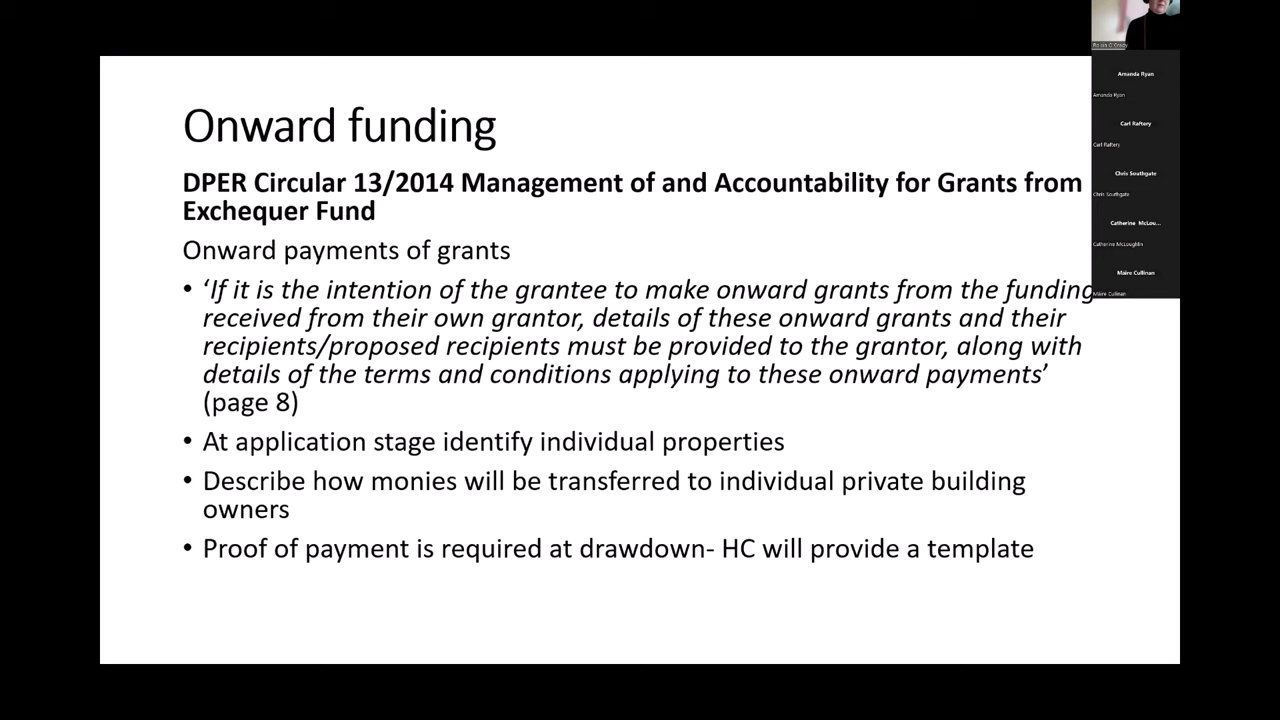 Onward funding
DPER Circular 13/2014 Management of and Accountability for Grants from
Exchequer Fund
Onward payments of grants
• ‘If it is the intention of the grantee to make onward grants from the funding
received from their own grantor, details of these onward grants and their
recipients/proposed recipients must be provided to the grantor, along with
details of the terms and conditions applying to these onward payments’
(page 8)
• At application stage identify individual properties
• Describe how monies will be transferred to individual private building
owners
• Proof of payment is required at drawdown- HC will provide a template
Amanda Ryan
Amanda Ryan
Carl Raftery
Carl Raftery
Chris Southgate
Chris Southgate
Catherine McLou...
Catherine McLoughlin
Máire Cullinan
Máire Cullinan